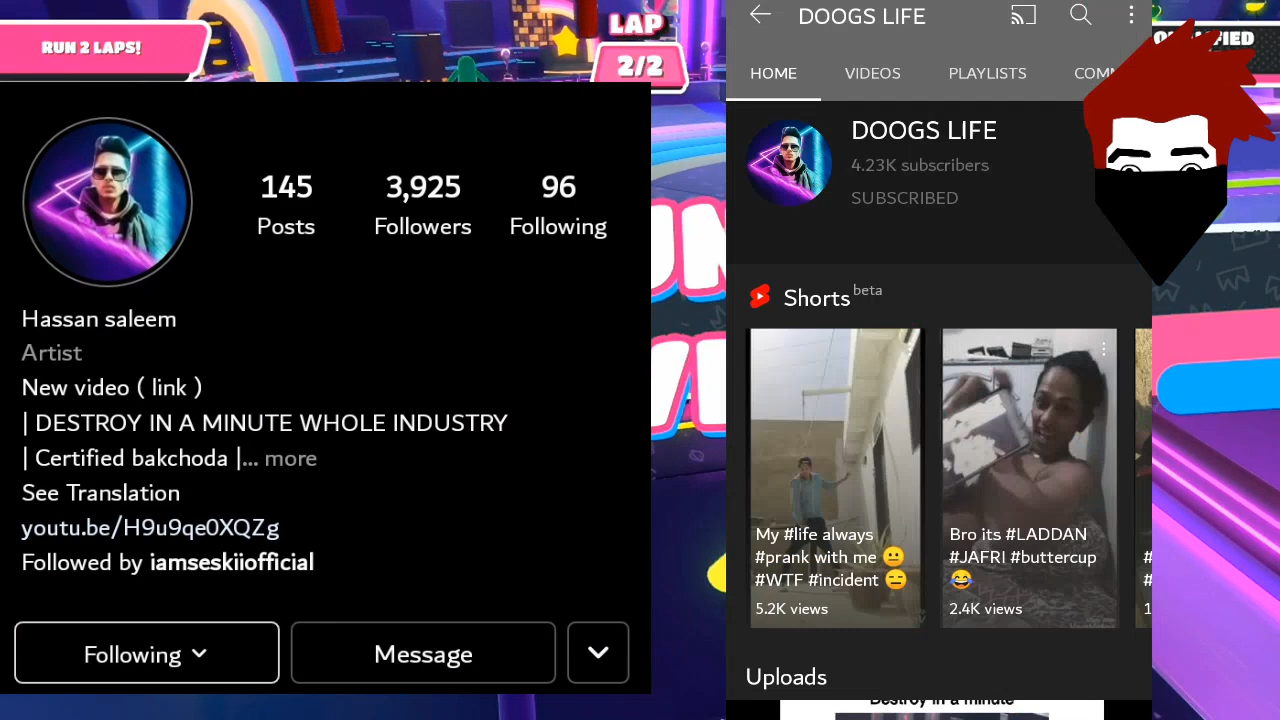 RUN 2 LAPS!
LAP
2/2
145
Posts
3,925
Followers
96
Following
Hassan saleem
Artist
New video ( link )
| DESTROY IN A MINUTE WHOLE INDUSTRY
| Certified bakchoda |... more
See Translation
youtu.be/H9u9qe0XQZg
Followed by iamseskiiofficial
Following
Message
DOOGS LIFE
HOME
VIDEOS
PLAYLISTS
COMM
DOOGS LIFE
4.23K subscribers
SUBSCRIBED
Shorts beta
My #life always
#prank with me 😐
#WTF #incident 😑
5.2K views
Bro its #LADDAN
#JAFRI #buttercup
😂
2.4K views
#
#
1
Uploads
Destroy in a minute